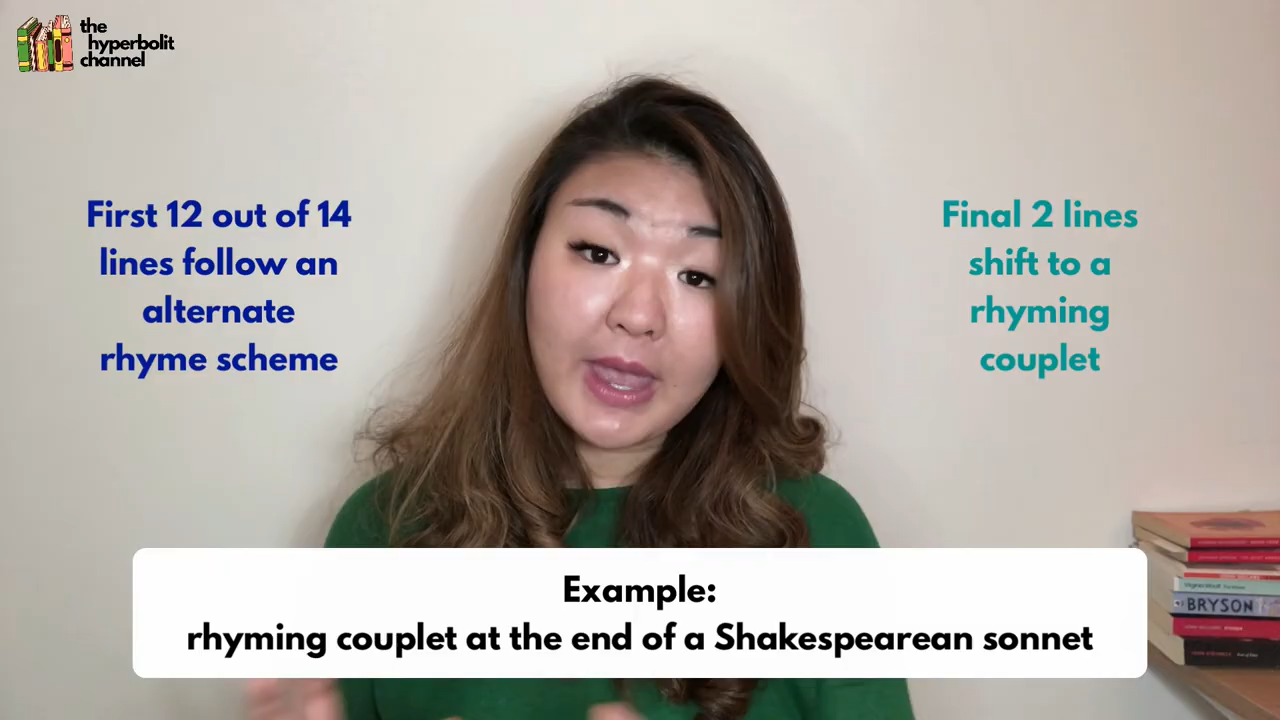 the
hyperbolit
channel
First 12 out of 14
lines follow an
alternate
rhyme scheme
Final 2 lines
shift to a
rhyming
couplet
Example:
rhyming couplet at the end of a Shakespearean sonnet
BRYSON